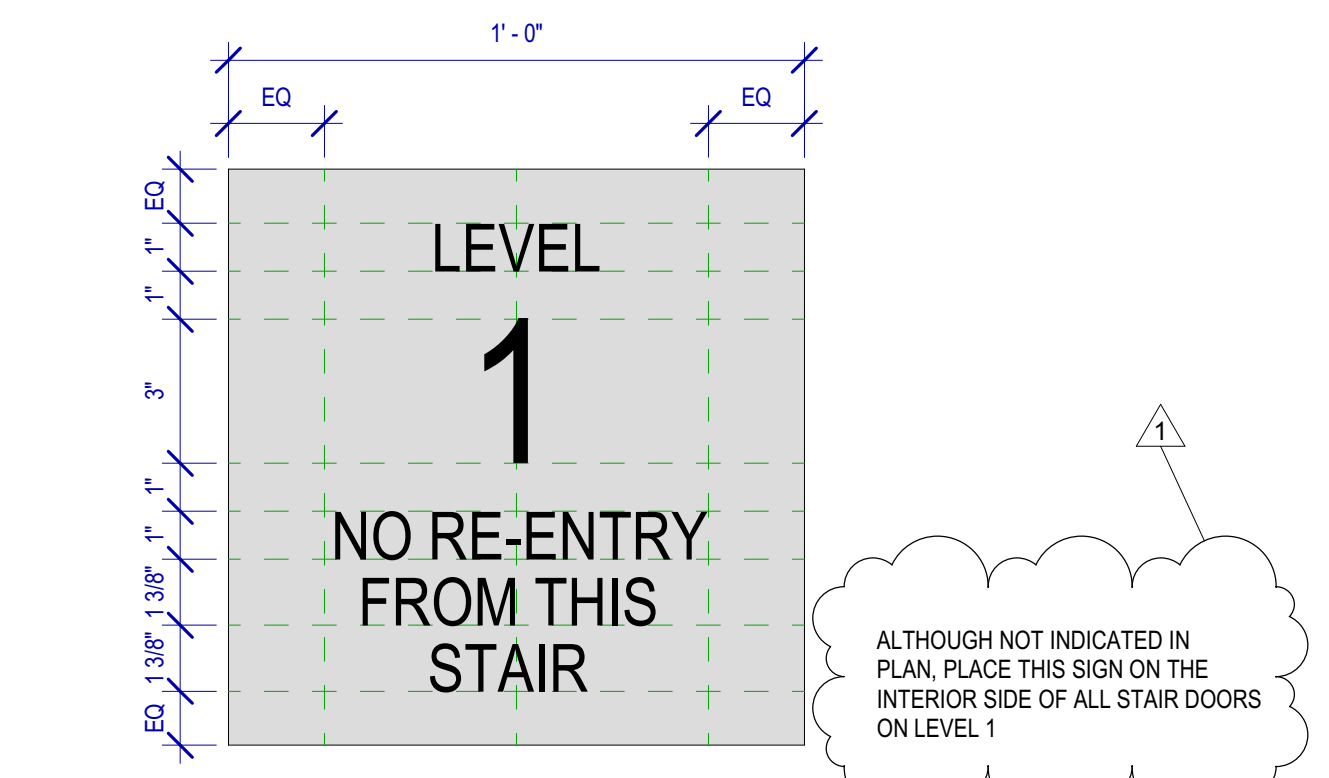 1' - 0"
EQ
EQ
EQ
1"
1"
3"
1"
1"
1 3/8"
1 3/8"
EQ
LEVEL
1
NO RE-ENTRY
FROM THIS
STAIR
1
ALTHOUGH NOT INDICATED IN
PLAN, PLACE THIS SIGN ON THE
INTERIOR SIDE OF ALL STAIR DOORS
ON LEVEL 1